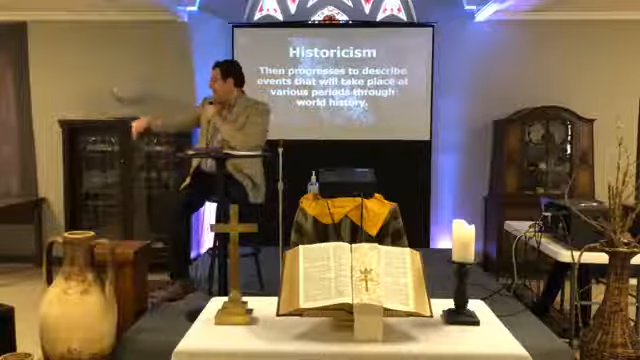 Historicism
Then progresses to describe
events that will take place at
various periods through
world history.